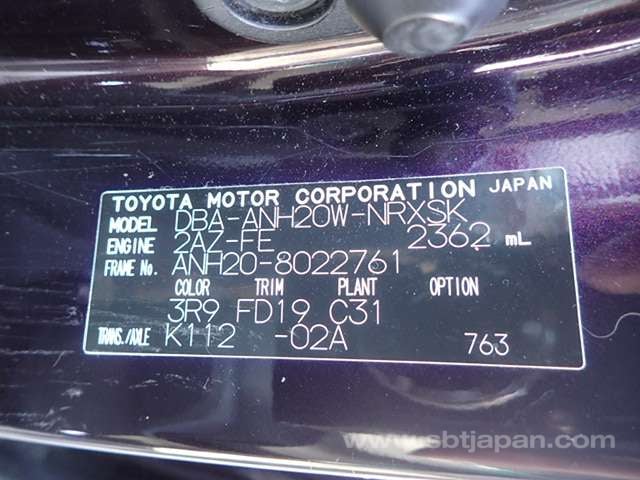 TOYOTA MOTOR CORPORATION JAPAN
MODEL DBA-ANH20W-NRXSK
ENGINE 2AZ-FE 2362 mL
FRAME No. ANH20-8022761
COLOR TRIM PLANT OPTION
3R9 FD19 C31
TRANS./AXLE K112 -02A 763
www.sbtjapan.com